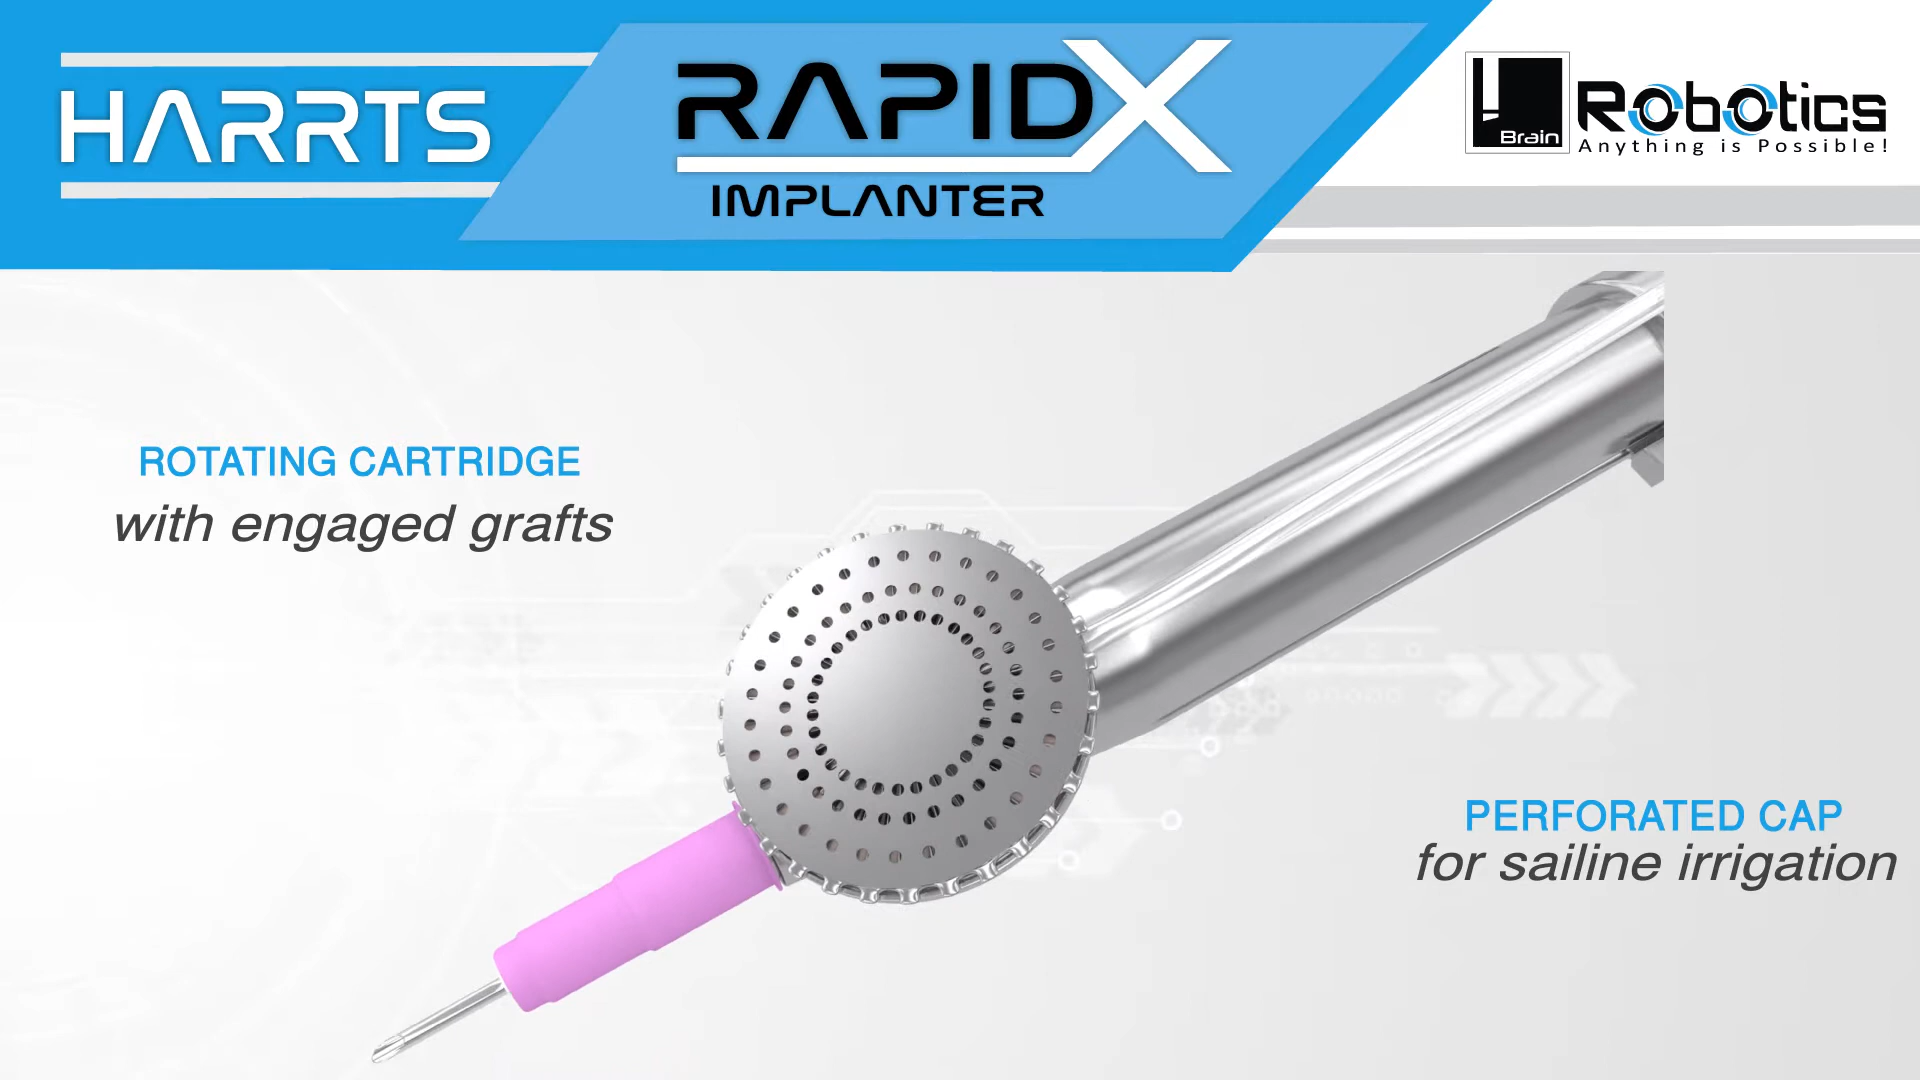 HARRTS
RAPIDX
IMPLANTER
Brain
Robotics
Anything is Possible!
ROTATING CARTRIDGE
with engaged grafts
PERFORATED CAP
for sailine irrigation